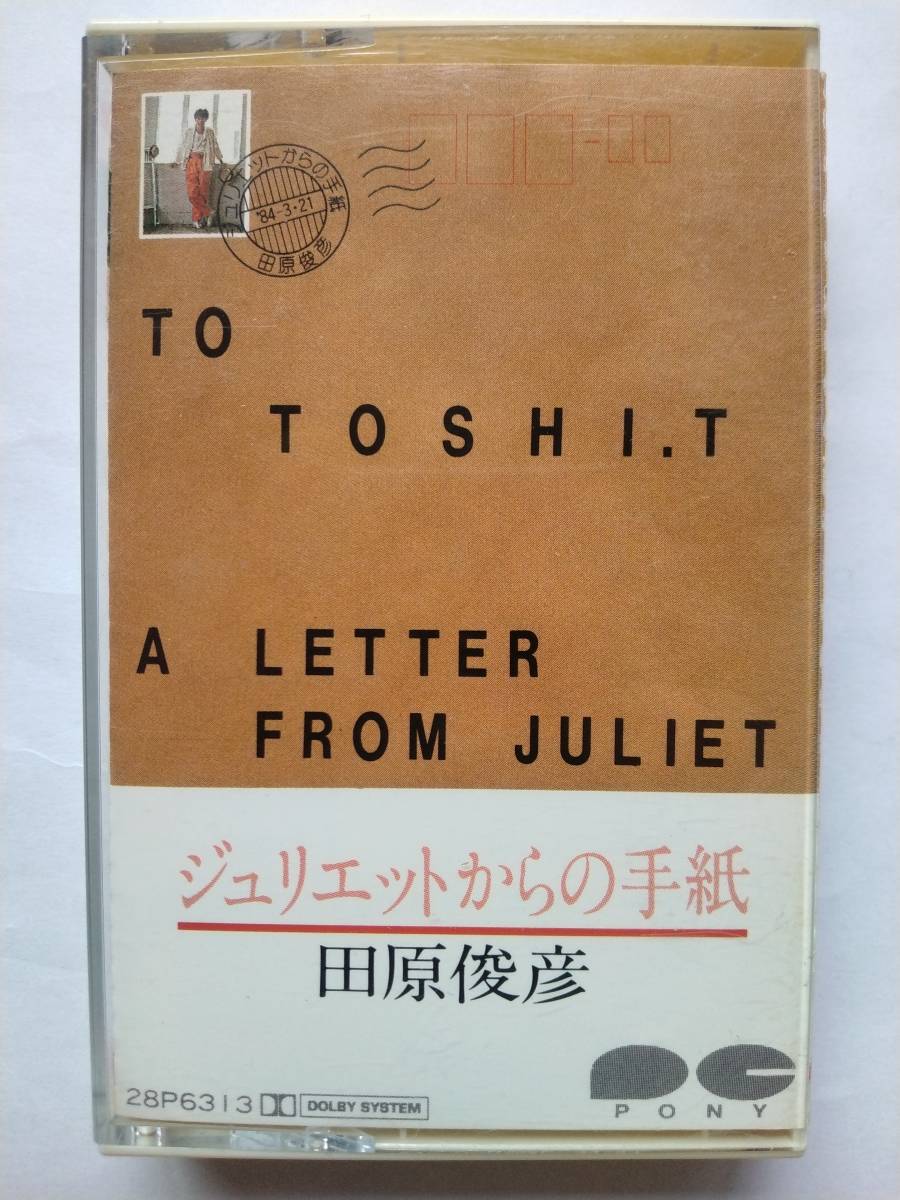 ジュリエットからの手紙
'84-3・21
田原俊彦
TO
TOSHI.T
A LETTER
FROM JULIET
ジュリエットからの手紙
田原俊彦
PONY
28P6313 DOLBY SYSTEM